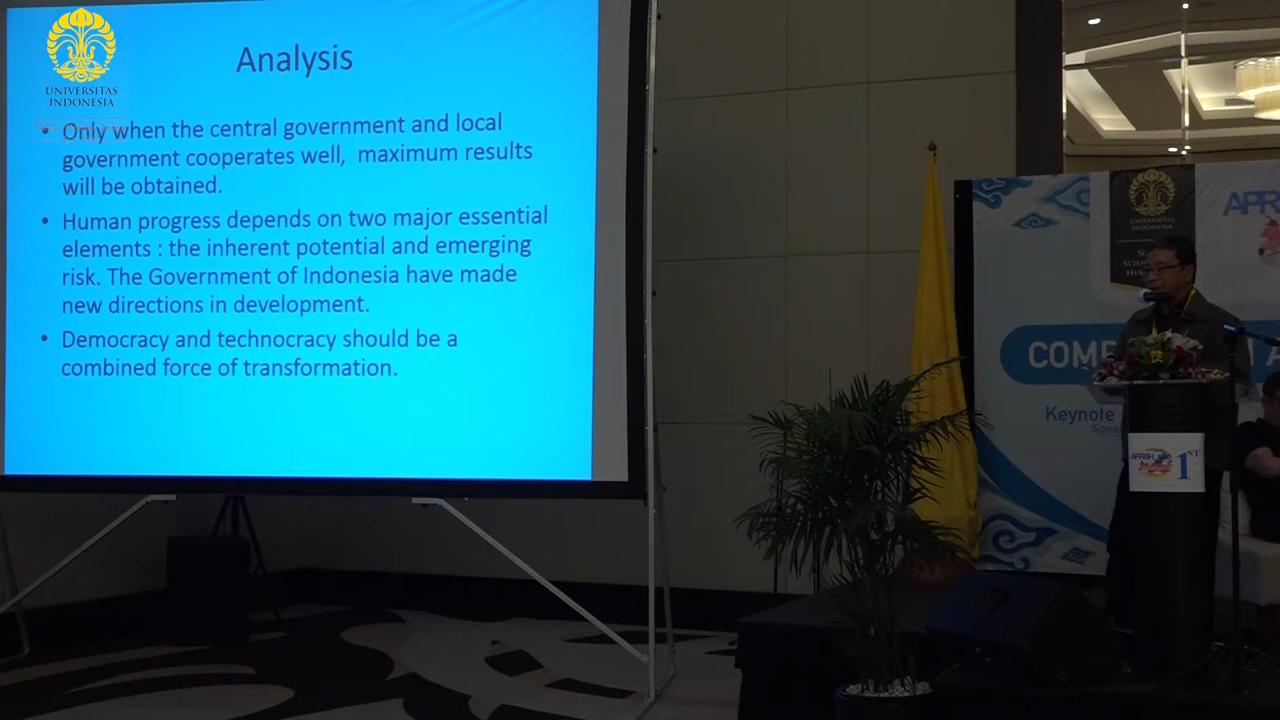 UNIVERSITAS
INDONESIA
Analysis
• Only when the central government and local
government cooperates well, maximum results
will be obtained.
• Human progress depends on two major essential
elements : the inherent potential and emerging
risk. The Government of Indonesia have made
new directions in development.
• Democracy and technocracy should be a
combined force of transformation.
UNIVERSITAS
INDONESIA
Keynote
APRISH
1ST